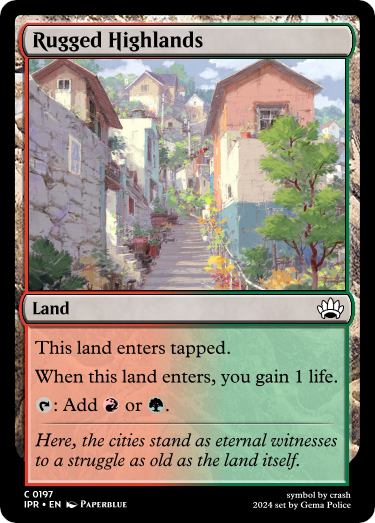 Rugged Highlands
Land
This land enters tapped.
When this land enters, you gain 1 life.
: Add or .
Here, the cities stand as eternal witnesses
to a struggle as old as the land itself.
C 0197
IPR • EN PAPERBLUE
symbol by crash
2024 set by Gema Police